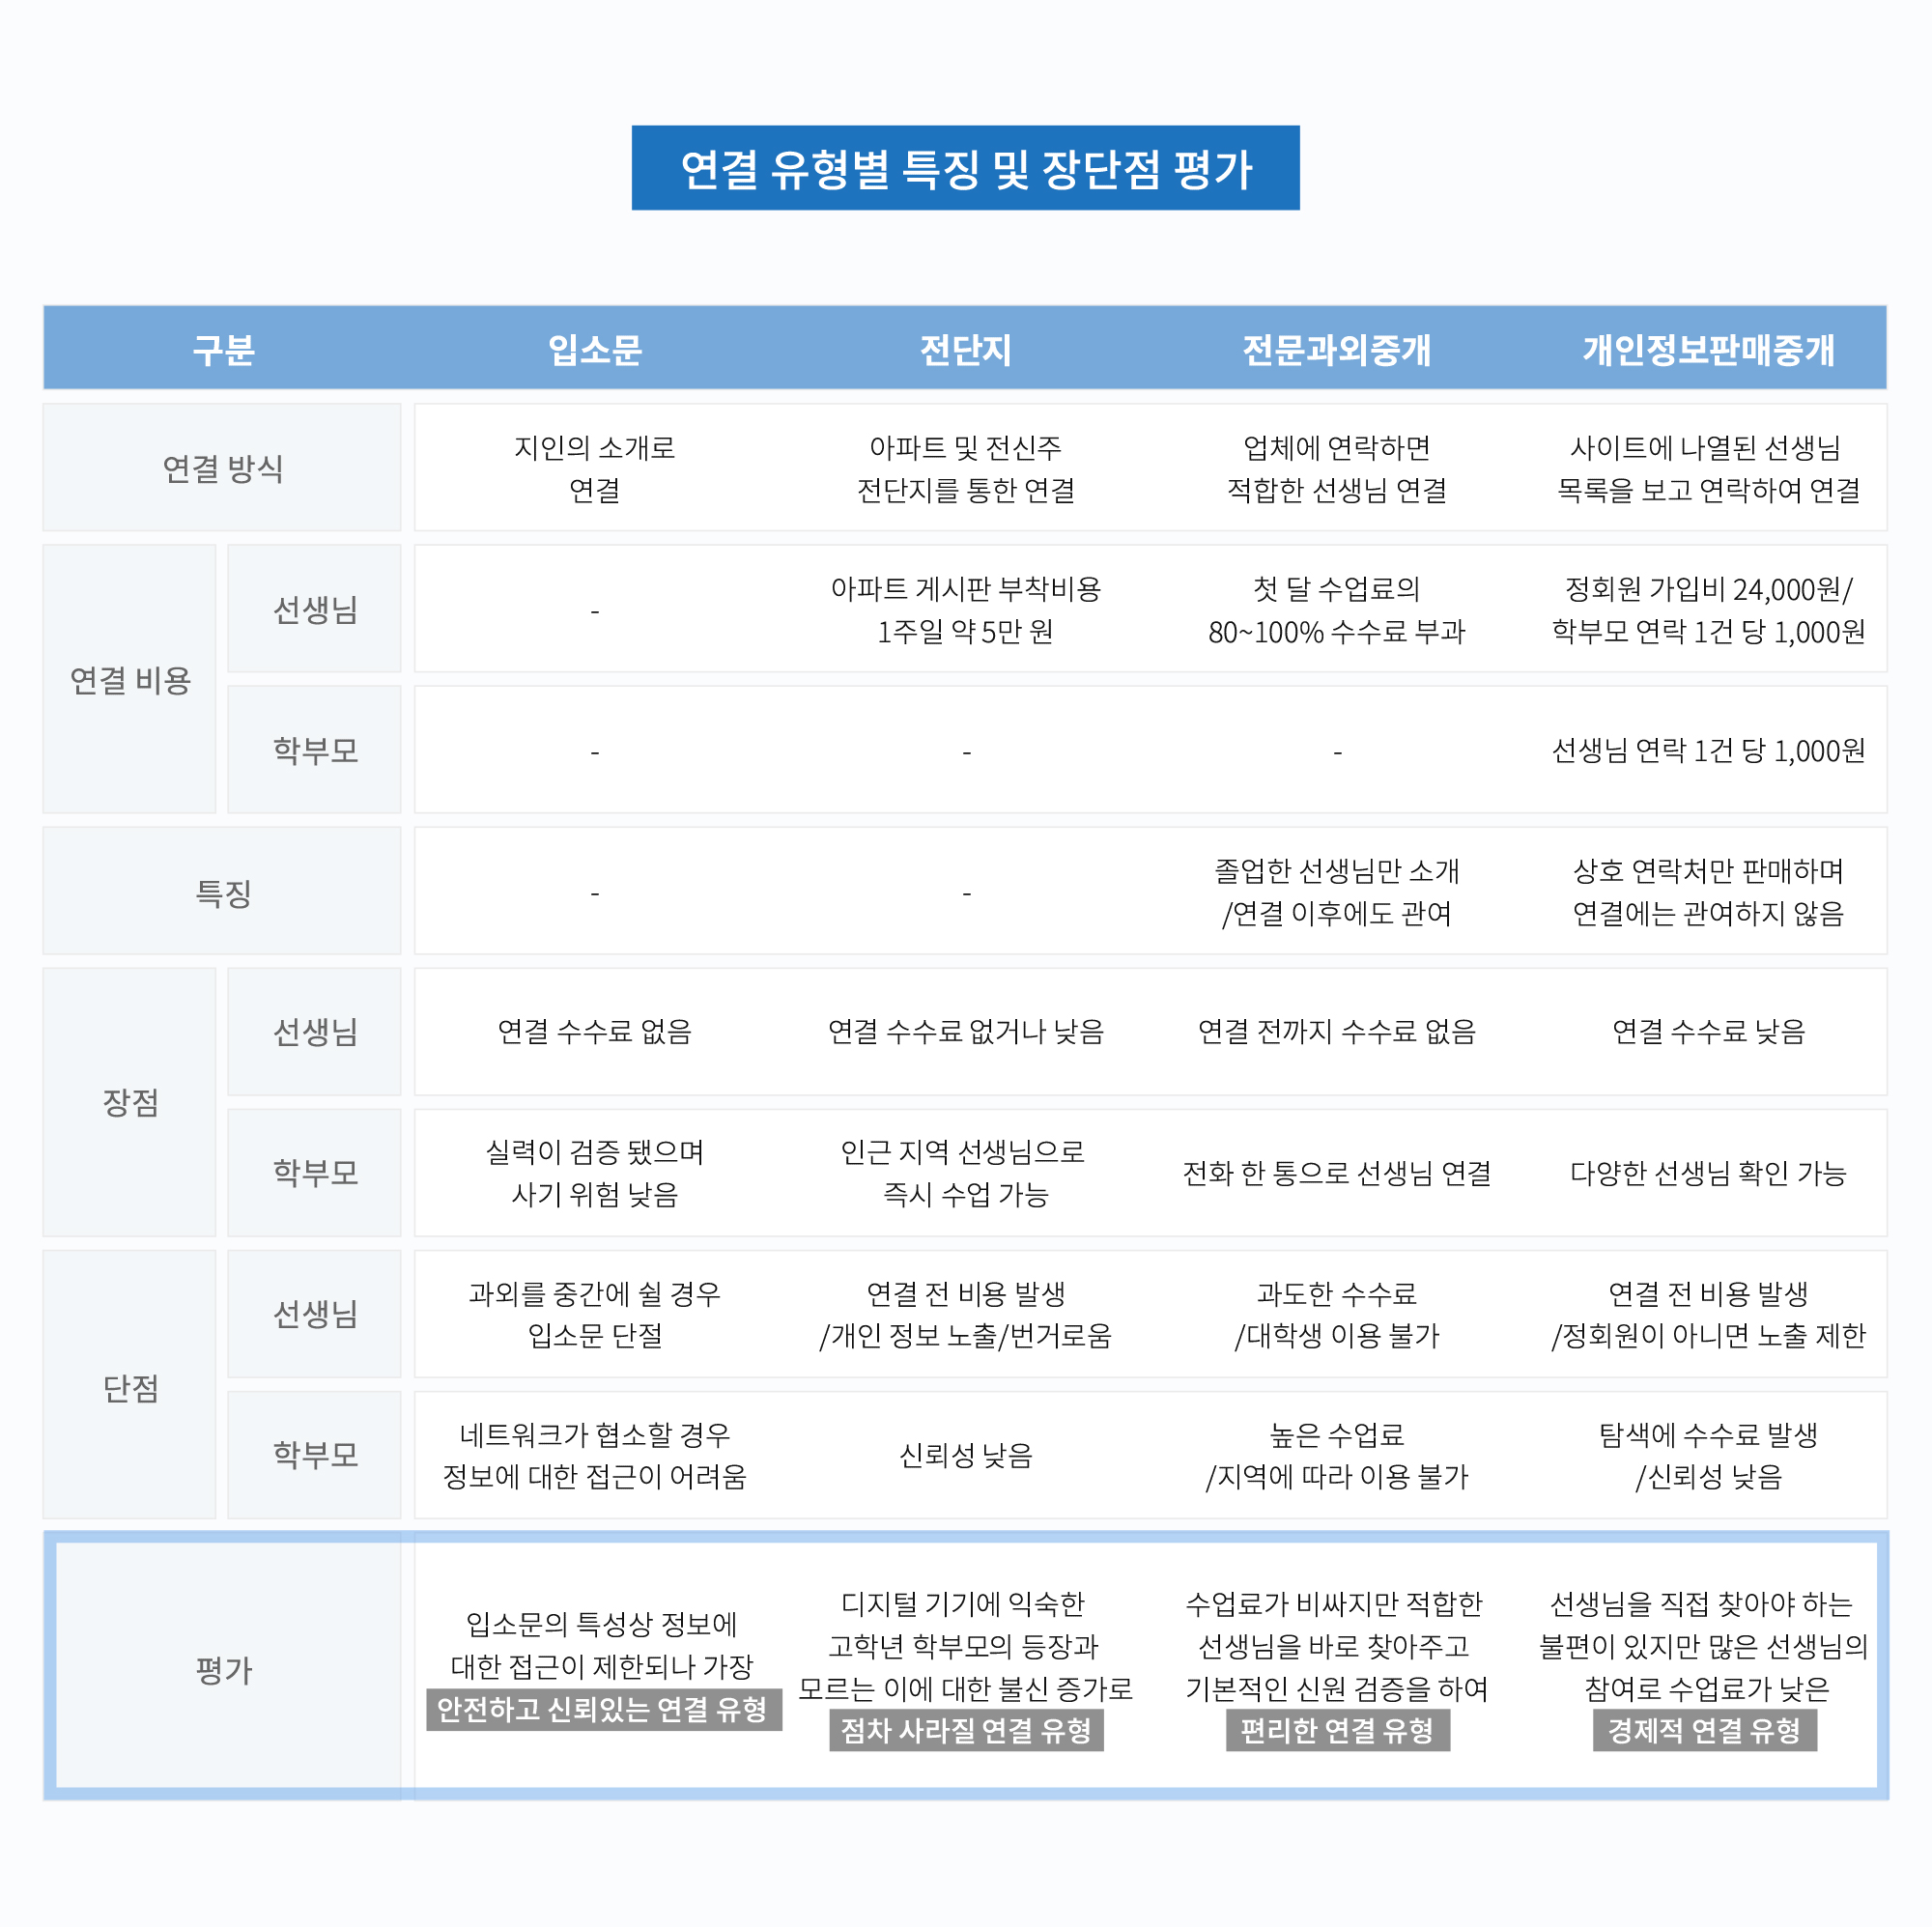 연결 유형별 특징 및 장단점 평가
구분 입소문 전단지 전문과외중개 개인정보판매중개
연결 방식
지인의 소개로
연결
아파트 및 전신주
전단지를 통한 연결
업체에 연락하면
적합한 선생님 연결
사이트에 나열된 선생님
목록을 보고 연락하여 연결
연결 비용
선생님
-
아파트 게시판 부착비용
1주일 약 5만 원
첫 달 수업료의
80~100% 수수료 부과
정회원 가입비 24,000원/
학부모 연락 1건 당 1,000원
학부모
-
-
-
선생님 연락 1건 당 1,000원
특징
-
-
졸업한 선생님만 소개
/연결 이후에도 관여
상호 연락처만 판매하며
연결에는 관여하지 않음
장점
선생님
연결 수수료 없음
연결 수수료 없거나 낮음
연결 전까지 수수료 없음
연결 수수료 낮음
학부모
실력이 검증 됐으며
사기 위험 낮음
인근 지역 선생님으로
즉시 수업 가능
전화 한 통으로 선생님 연결
다양한 선생님 확인 가능
단점
선생님
과외를 중간에 쉴 경우
입소문 단절
연결 전 비용 발생
/개인 정보 노출/번거로움
과도한 수수료
/대학생 이용 불가
연결 전 비용 발생
/정회원이 아니면 노출 제한
학부모
네트워크가 협소할 경우
정보에 대한 접근이 어려움
신뢰성 낮음
높은 수업료
/지역에 따라 이용 불가
탐색에 수수료 발생
/신뢰성 낮음
평가
입소문의 특성상 정보에
대한 접근이 제한되나 가장
안전하고 신뢰있는 연결 유형
디지털 기기에 익숙한
고학년 학부모의 등장과
모르는 이에 대한 불신 증가로
점차 사라질 연결 유형
수업료가 비싸지만 적합한
선생님을 바로 찾아주고
기본적인 신원 검증을 하여
편리한 연결 유형
선생님을 직접 찾아야 하는
불편이 있지만 많은 선생님의
참여로 수업료가 낮은
경제적 연결 유형